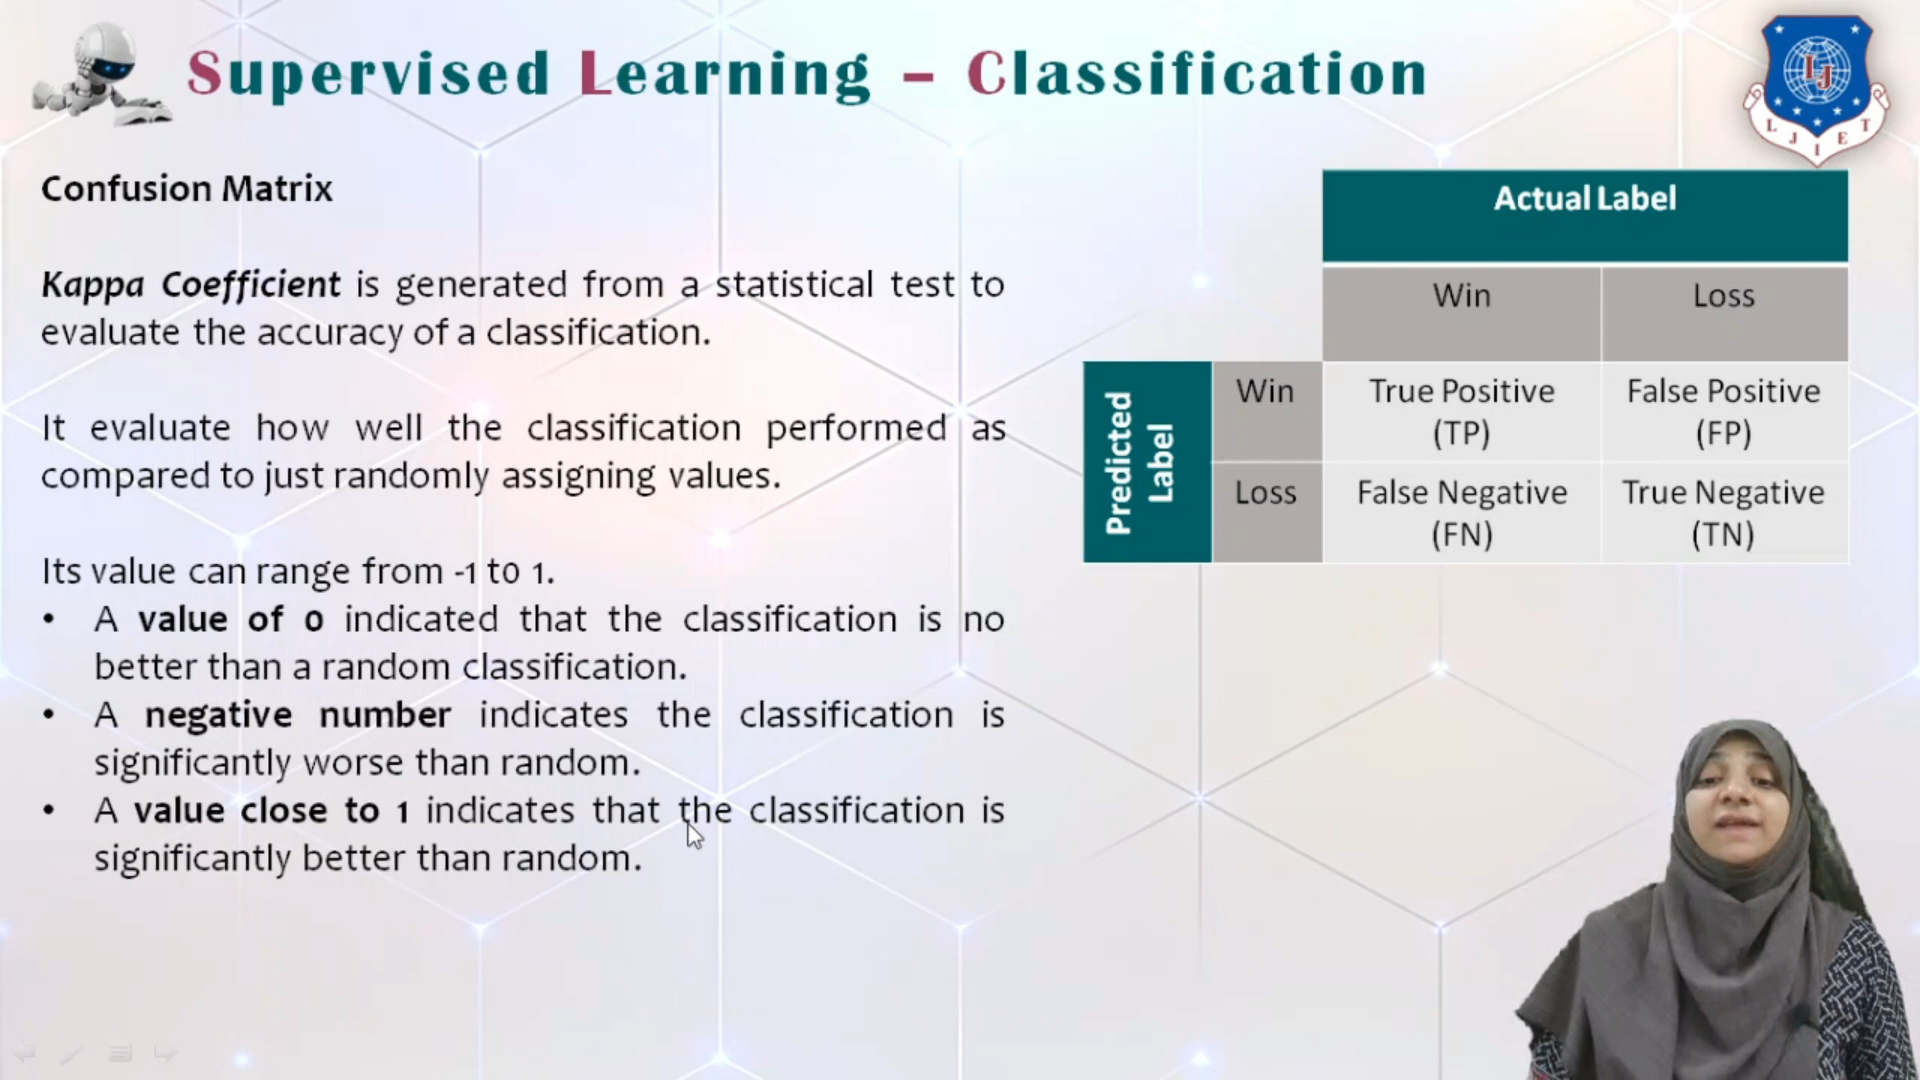 Supervised Learning – Classification
L J I E T
LJ
Confusion Matrix
Kappa Coefficient is generated from a statistical test to
evaluate the accuracy of a classification.
It evaluate how well the classification performed as
compared to just randomly assigning values.
Its value can range from -1 to 1.
• A value of 0 indicated that the classification is no
better than a random classification.
• A negative number indicates the classification is
significantly worse than random.
• A value close to 1 indicates that the classification is
significantly better than random.
Actual Label
Win Loss
Predicted
Label
Win True Positive False Positive
(TP) (FP)
Loss False Negative True Negative
(FN) (TN)